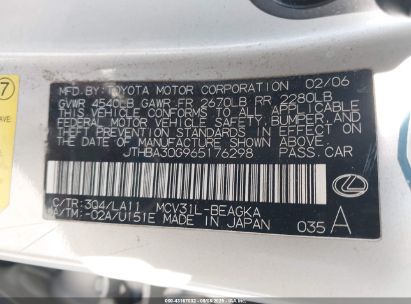 7
MFD. BY: TOYOTA MOTOR CORPORATION 02/06
GVWR 4540LB GAWR FR 2670LB RR 2280LB
THIS VEHICLE CONFORMS TO ALL APPLICABLE
FEDERAL MOTOR VEHICLE SAFETY, BUMPER, AND
THEFT PREVENTION STANDARDS IN EFFECT ON
THE DATE OF MANUFACTURE SHOWN ABOVE.
JTHBA30G965176298 PASS.CAR
C/TR: 3Q4/LA11 MCV31L-BEAGKA
A/TM: -02A/U151E MADE IN JAPAN 035 A